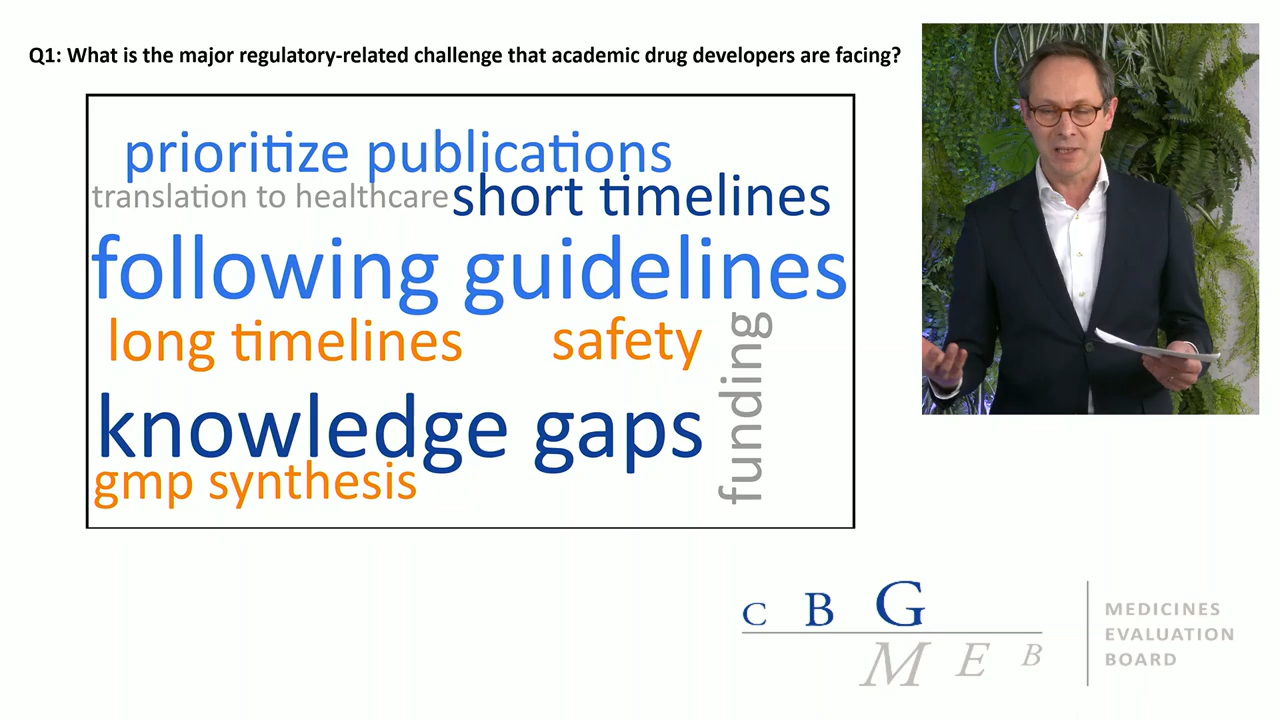 Q1: What is the major regulatory-related challenge that academic drug developers are facing?
prioritize publications
translation to healthcare
short timelines
following guidelines
long timelines
safety
funding
knowledge gaps
gmp synthesis
C B G
M E B
MEDICINES
EVALUATION
BOARD